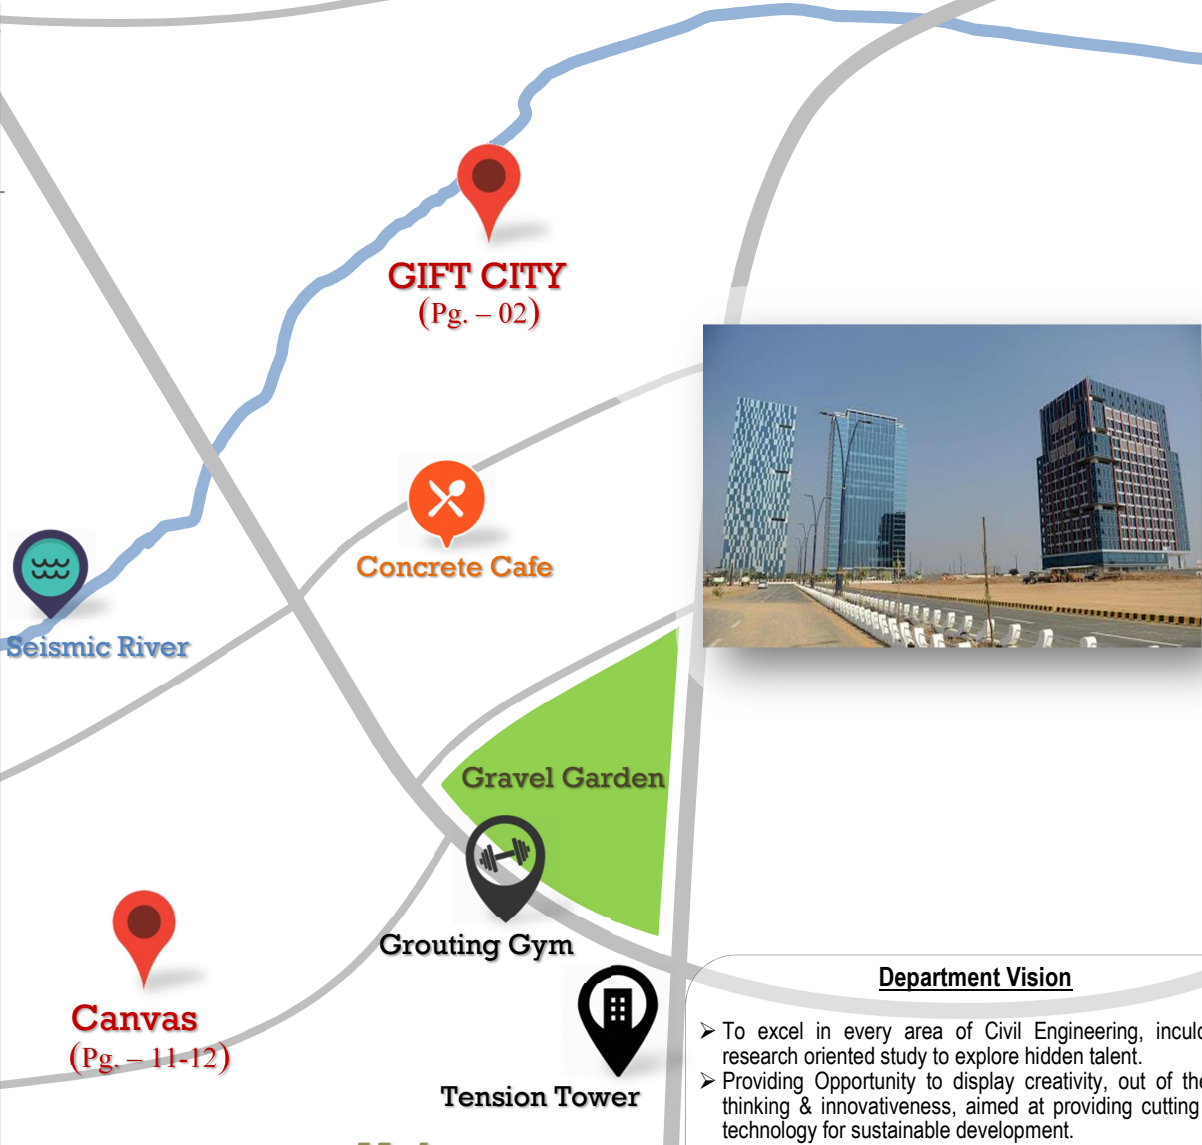 GIFT CITY
(Pg. – 02)
Concrete Cafe
Seismic River
Gravel Garden
Grouting Gym
Canvas
(Pg. – 11-12)
Tension Tower
Department Vision
➢ To excel in every area of Civil Engineering,
research oriented study to explore hidden talent.
➢ Providing Opportunity to display creativity, out of
thinking & innovativeness, aimed at providing cutting
technology for sustainable development.